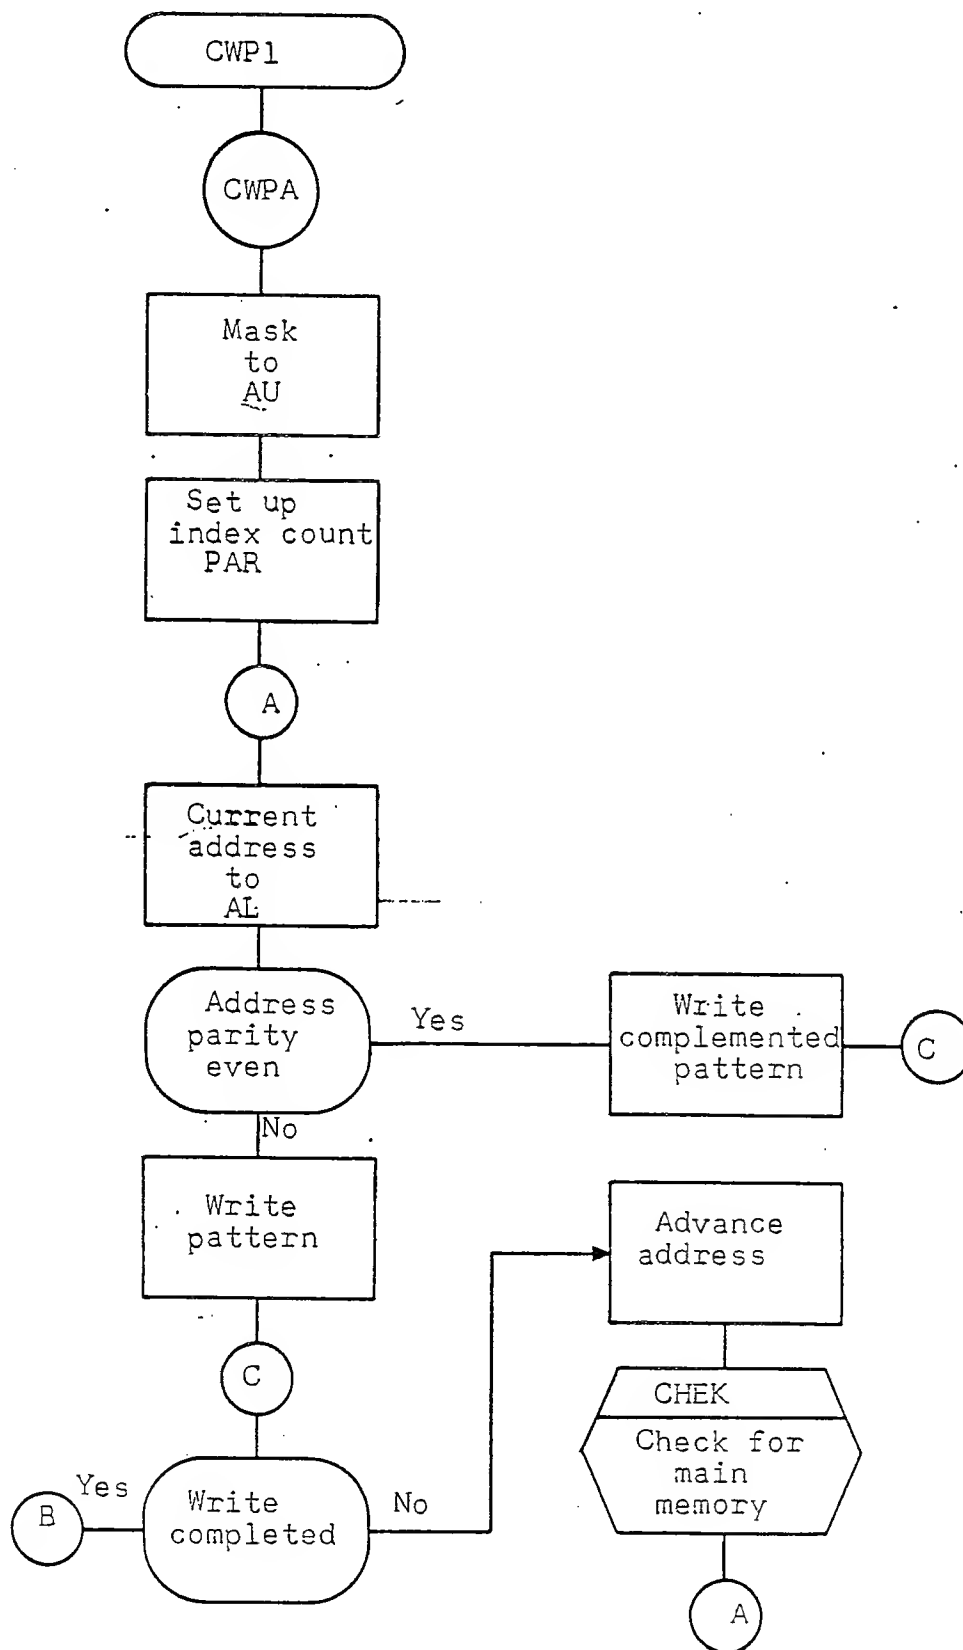 CWP1
CWPA
Mask
to
AU
Set up
index count
PAR
A
Current
address
to
AL
Address
parity
even
Yes
Write
complemented
pattern
C
No
Write
pattern
C
Write
completed
Yes
B
No
Advance
address
CHEK
Check for
main
memory
A